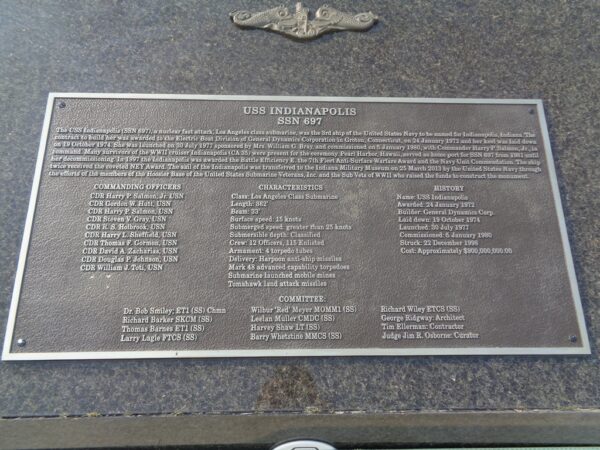 USS INDIANAPOLIS
SSN 697
The USS Indianapolis (SSN 697), a nuclear fast attack, Los Angeles class submarine, was the 3rd ship of the United States Navy to be named for Indianapolis, Indiana. The
contract to build her was awarded to the Electric Boat Division of General Dynamics Corporation in Groton, Connecticut, on 24 January 1972 and her keel was laid down
on 19 October 1974. She was launched on 30 July 1977 sponsored by Mrs. William G. Bray, and commissioned on 5 January 1980, with Commander Harry P. Salmon, Jr., in
command. Many survivors of the WWII cruiser Indianapolis (CA 35) were present for the ceremony. Pearl Harbor, Hawaii, served as home port for SSN 697 from 1981 until
her decommissioning. In 1997 the Indianapolis was awarded the Battle Efficiency E, the 7th Fleet Anti-Surface Warfare Award and the Navy Unit Commendation. The ship
twice received the coveted NEY Award. The sail of the Indianapolis was transferred to the Indiana Military Museum on 25 March 2013 by the United States Navy through
the efforts of the members of the Hoosier Base of the United States Submarine Veterans, Inc. and the Sub Vets of WWII who raised the funds to construct the monument.
COMMANDING OFFICERS
CDR Harry P. Salmon, Jr. USN
CDR Gordon W. Hutt, USN
CDR Harry P. Salmon, USN
CDR Steven V. Gray, USN
CDR R. S. Holbrook, USN
CDR Harry L. Sheffield, USN
CDR Thomas F. Gormen, USN
CDR David A. Zacharias, USN
CDR Douglas P. Johnson, USN
CDR William J. Toti, USN
CHARACTERISTICS
Class: Los Angeles Class Submarine
Length: 362'
Beam: 33'
Surface speed: 15 knots
Submerged speed: greater than 25 knots
Submersible depth: Classified
Crew: 12 Officers, 115 Enlisted
Armament: 4 torpedo tubes
Delivery: Harpoon anti-ship missiles
Mark 48 advanced capability torpedoes
Submarine launched mobile mines
Tomahawk land attack missiles
HISTORY
Name: USS Indianapolis
Awarded: 24 January 1972
Builder: General Dynamics Corp.
Laid down: 19 October 1974
Launched: 30 July 1977
Commissioned: 5 January 1980
Struck: 22 December 1998
Cost: Approximately $900,000,000.00
COMMITTEE:
Dr. Bob Smiley: ET1 (SS) Chmn
Richard Barker SKCM (SS)
Thomas Barnes ET1 (SS)
Larry Lagle FTCS (SS)
Wilbur "Red" Meyer MOMM1 (SS)
Leelan Muller CMDC (SS)
Harvey Shaw LT (SS)
Barry Whetstine MMCS (SS)
Richard Wiley ETCS (SS)
George Ridgway: Architect
Tim Ellerman: Contractor
Judge Jim R. Osborne: Curator